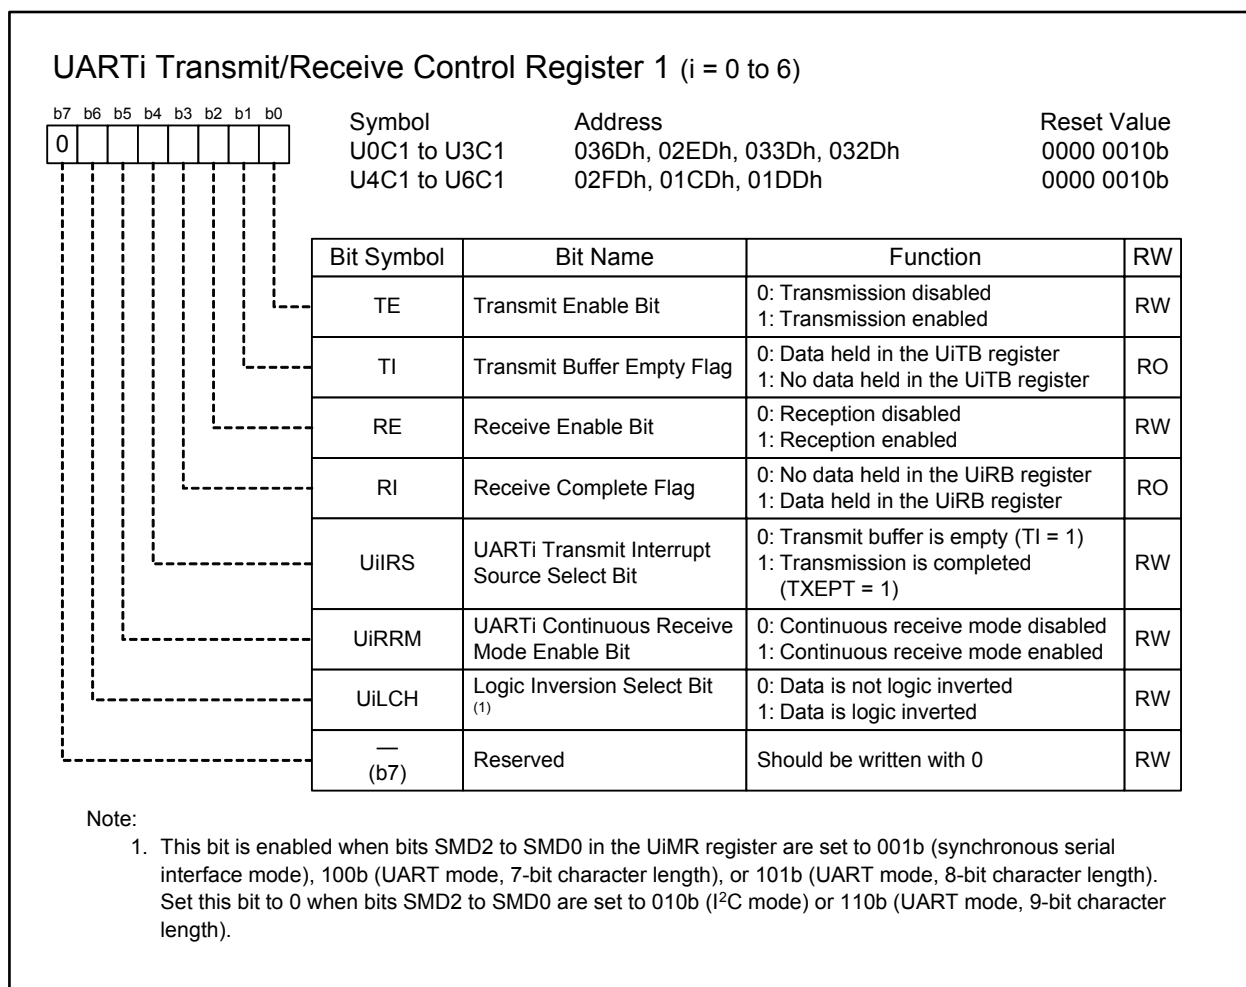 UARTi Transmit/Receive Control Register 1 (i = 0 to 6)
b7 b6 b5 b4 b3 b2 b1 b0
0
Symbol Address Reset Value
U0C1 to U3C1 036Dh, 02EDh, 033Dh, 032Dh 0000 0010b
U4C1 to U6C1 02FDh, 01CDh, 01DDh 0000 0010b
Bit Symbol Bit Name Function RW
TE Transmit Enable Bit 0: Transmission disabled
1: Transmission enabled RW
TI Transmit Buffer Empty Flag 0: Data held in the UiTB register
1: No data held in the UiTB register RO
RE Receive Enable Bit 0: Reception disabled
1: Reception enabled RW
RI Receive Complete Flag 0: No data held in the UiRB register
1: Data held in the UiRB register RO
UiIRS UARTi Transmit Interrupt
Source Select Bit 0: Transmit buffer is empty (TI = 1)
1: Transmission is completed
(TXEPT = 1) RW
UiRRM UARTi Continuous Receive
Mode Enable Bit 0: Continuous receive mode disabled
1: Continuous receive mode enabled RW
UiLCH Logic Inversion Select Bit
(1) 0: Data is not logic inverted
1: Data is logic inverted RW
—
(b7) Reserved Should be written with 0 RW
Note:
1. This bit is enabled when bits SMD2 to SMD0 in the UiMR register are set to 001b (synchronous serial
interface mode), 100b (UART mode, 7-bit character length), or 101b (UART mode, 8-bit character length).
Set this bit to 0 when bits SMD2 to SMD0 are set to 010b (I²C mode) or 110b (UART mode, 9-bit character
length).